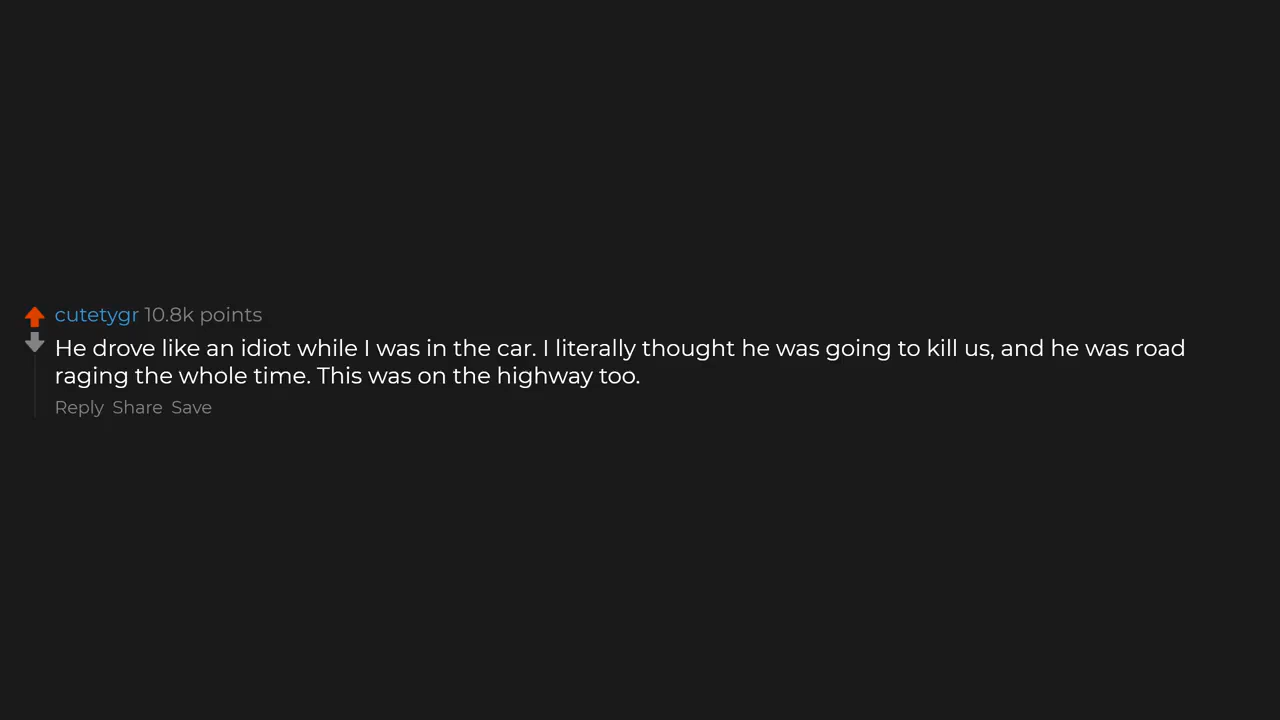 cutetygr 10.8k points
He drove like an idiot while I was in the car. I literally thought he was going to kill us, and he was road
raging the whole time. This was on the highway too.
Reply Share Save